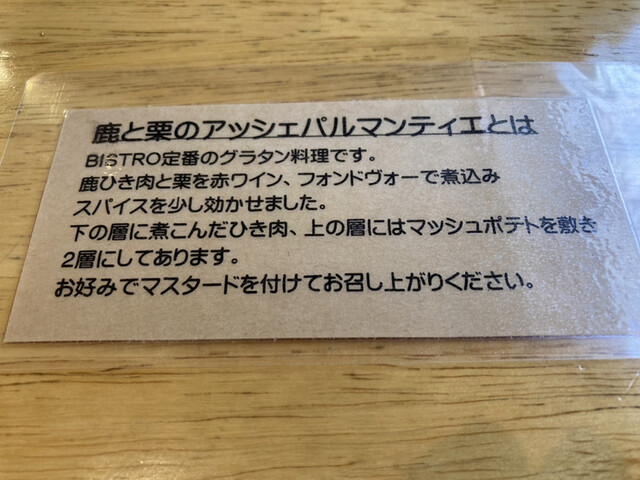 鹿と栗のアッシェパルマンティエとは
BISTRO定番のグラタン料理です。
鹿ひき肉と栗を赤ワイン、フォンドヴォーで煮込み
スパイスを少し効かせました。
下の層に煮こんだひき肉、上の層にはマッシュポテトを敷き
2層にしてあります。
お好みでマスタードを付けてお召し上がりください。